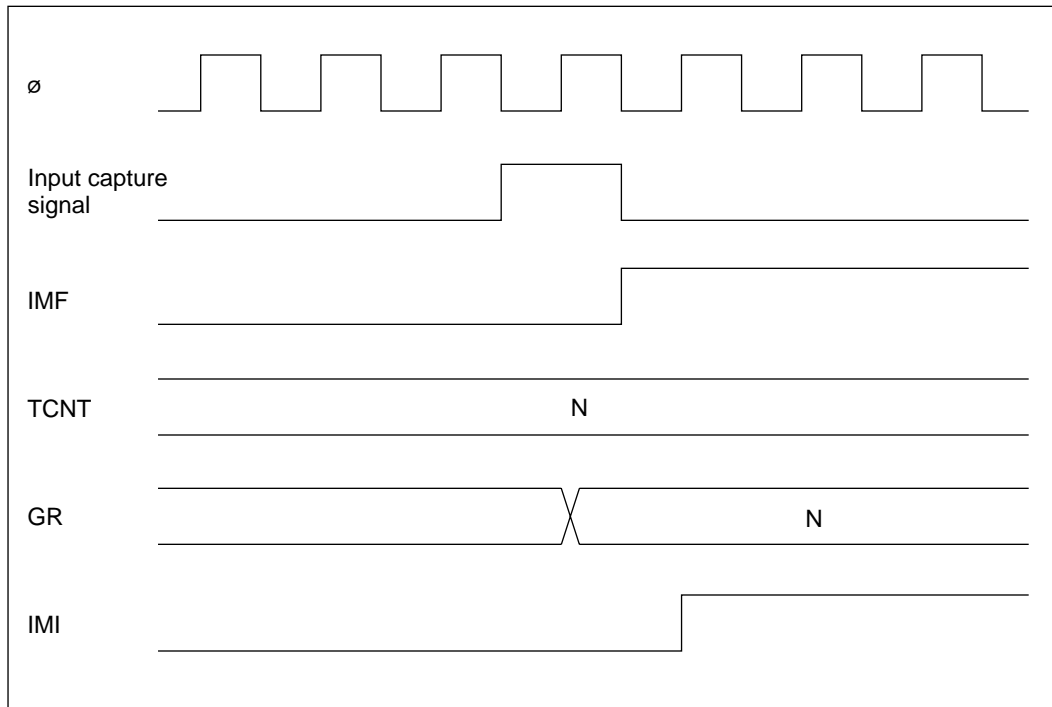 ø
Input capture
signal
IMF
TCNT
N
GR
N
IMI